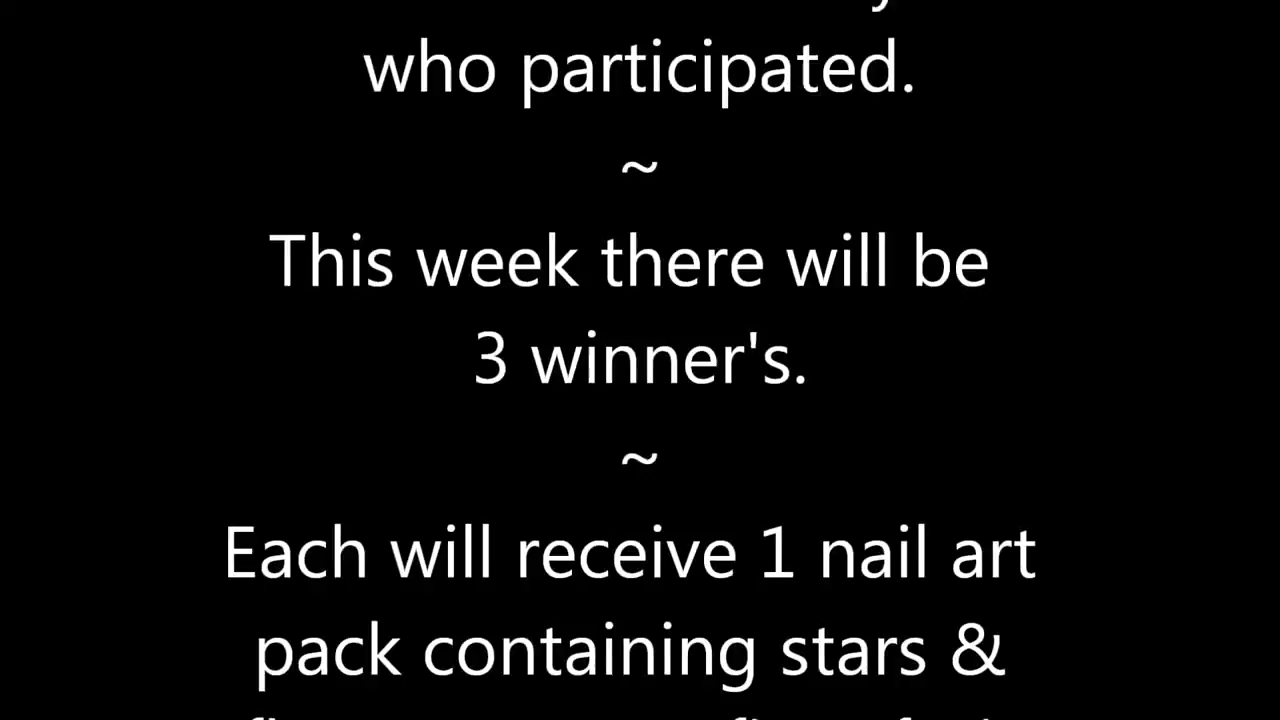 who participated.
~
This week there will be
3 winner's.
~
Each will receive 1 nail art
pack containing stars &